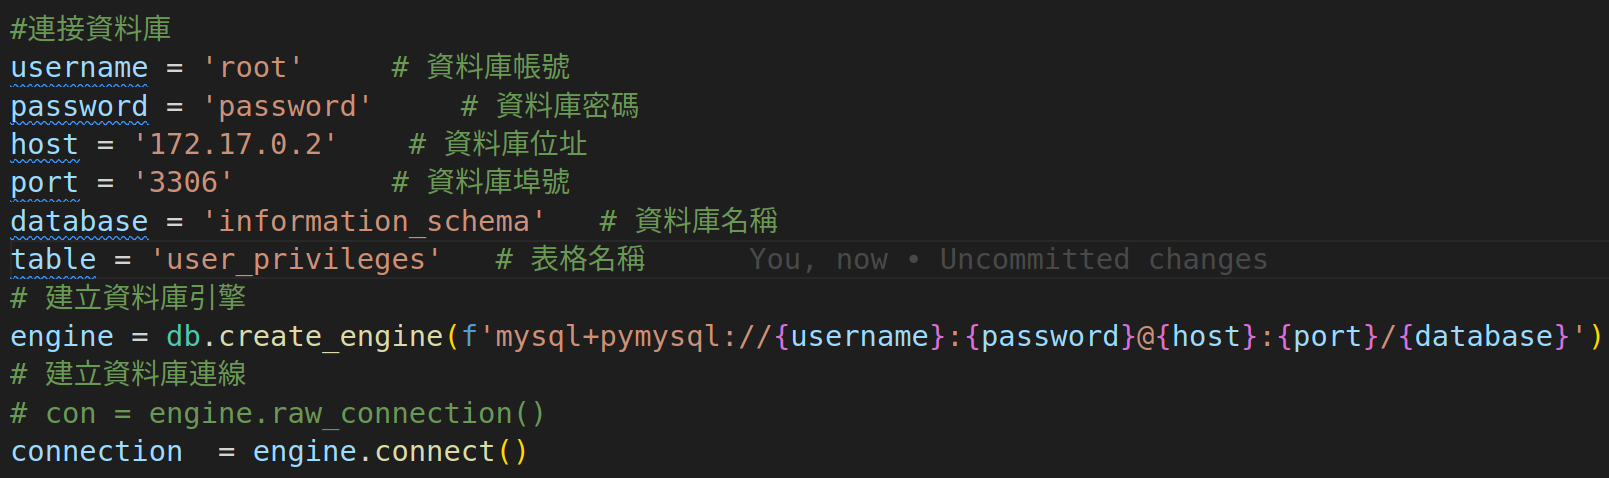 #連接資料庫
username = 'root'     # 資料庫帳號
password = 'password'     # 資料庫密碼
host = '172.17.0.2'    # 資料庫位址
port = '3306'         # 資料庫埠號
database = 'information_schema'   # 資料庫名稱
table = 'user_privileges'   # 表格名稱      You, now • Uncommitted changes
# 建立資料庫引擎
engine = db.create_engine(f'mysql+pymysql://{username}:{password}@{host}:{port}/{database}')
# 建立資料庫連線
# con = engine.raw_connection()
connection  = engine.connect()